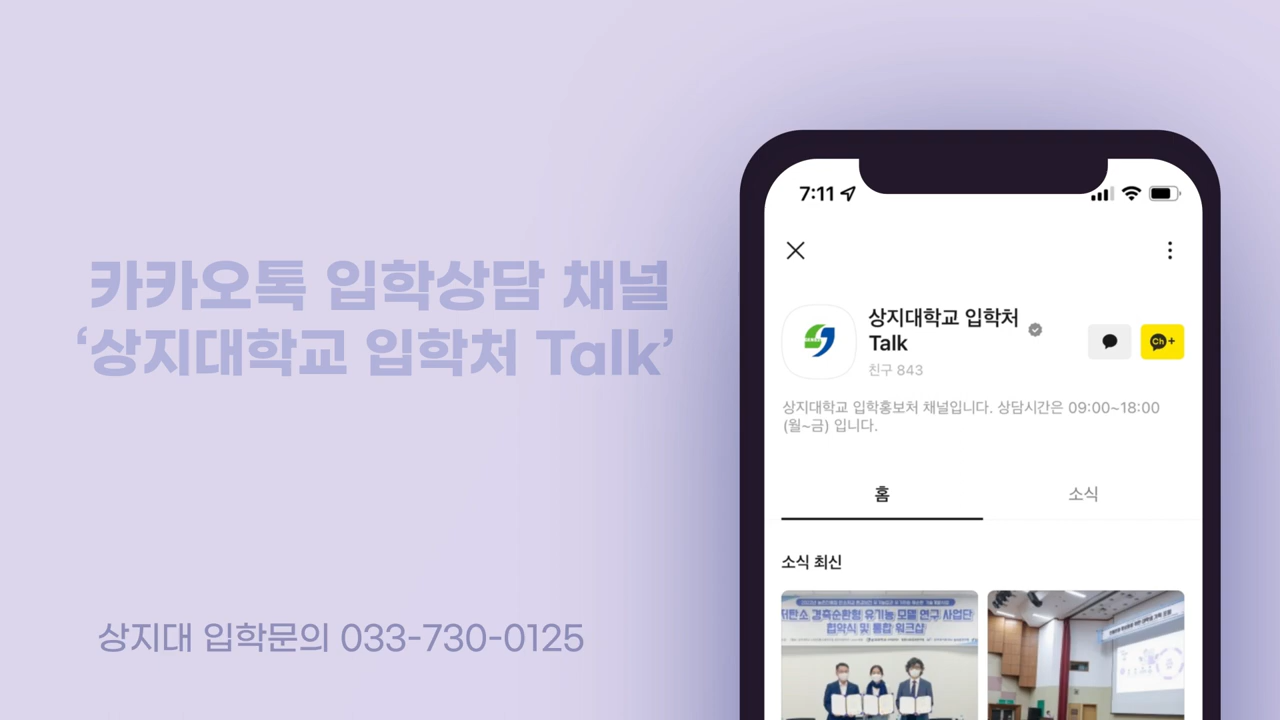 카카오톡 입학상담 채널
‘상지대학교 입학처 Talk’
상지대 입학문의 033-730-0125
7:11
상지대학교 입학처
Talk
친구 843
Ch+
상지대학교 입학홍보처 채널입니다. 상담시간은 09:00~18:00
(월~금) 입니다.
홈
소식
소식 최신
저탄소 경축순환형 유기농 모델 연구 사업단
협약식 및 통합 워크샵